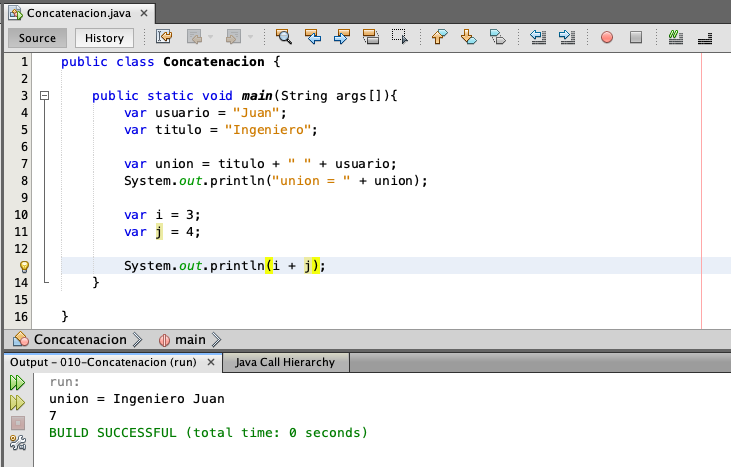 Concatenacion.java ×
Source History
1 public class Concatenacion {
2
3 public static void main(String args[]){
4 var usuario = "Juan";
5 var titulo = "Ingeniero";
6
7 var union = titulo + " " + usuario;
8 System.out.println("union = " + union);
9
10 var i = 3;
11 var j = 4;
12
System.out.println(i + j);
14 }
15
16 }
Concatenacion main
Output – 010-Concatenacion (run) × Java Call Hierarchy
run:
union = Ingeniero Juan
7
BUILD SUCCESSFUL (total time: 0 seconds)